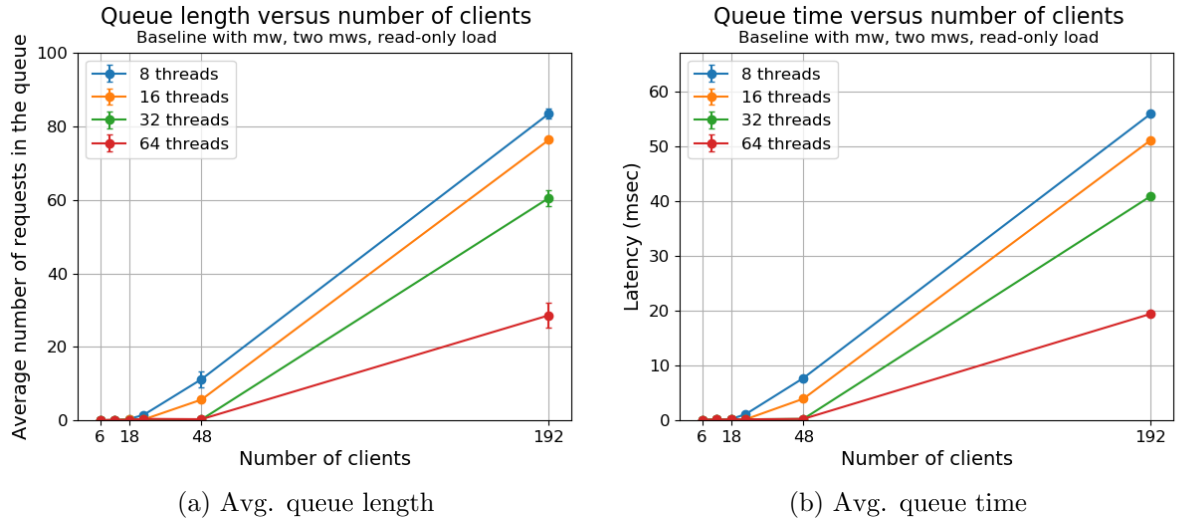 Queue length versus number of clients
Baseline with mw, two mws, read-only load
Average number of requests in the queue
100
80
60
40
20
0
8 threads
16 threads
32 threads
64 threads
6 18 48 192
Number of clients
(a) Avg. queue length
Queue time versus number of clients
Baseline with mw, two mws, read-only load
Latency (msec)
60
50
40
30
20
10
0
8 threads
16 threads
32 threads
64 threads
6 18 48 192
Number of clients
(b) Avg. queue time